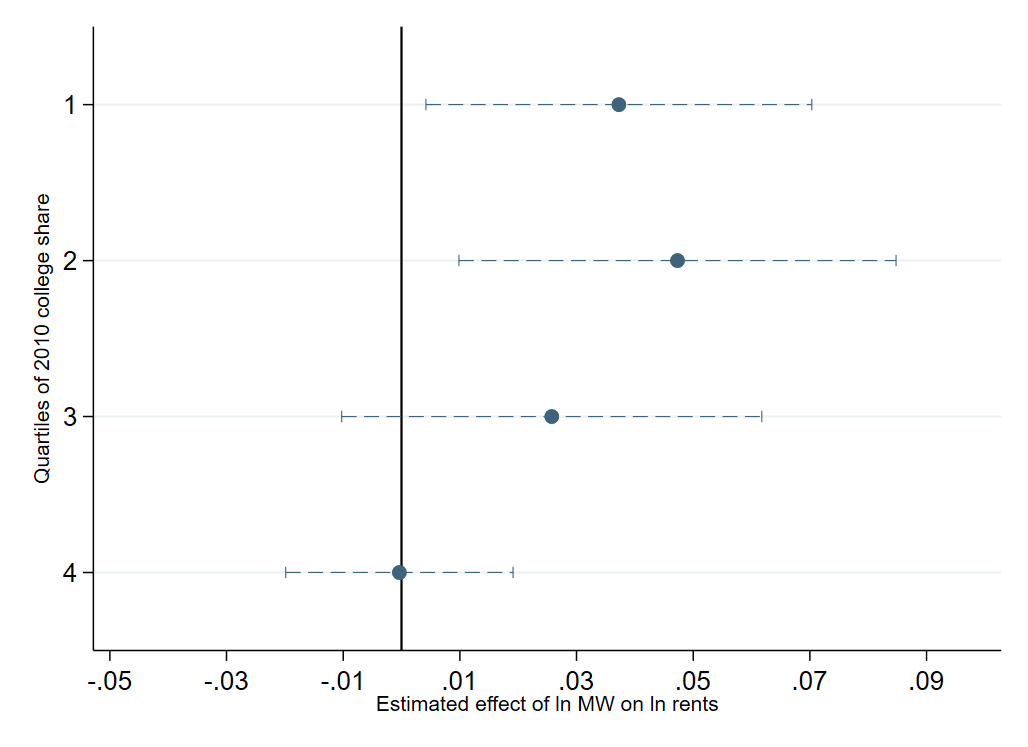 Quartiles of 2010 college share
1
2
3
4
-.05 -.03 -.01 .01 .03 .05 .07 .09
Estimated effect of ln MW on ln rents